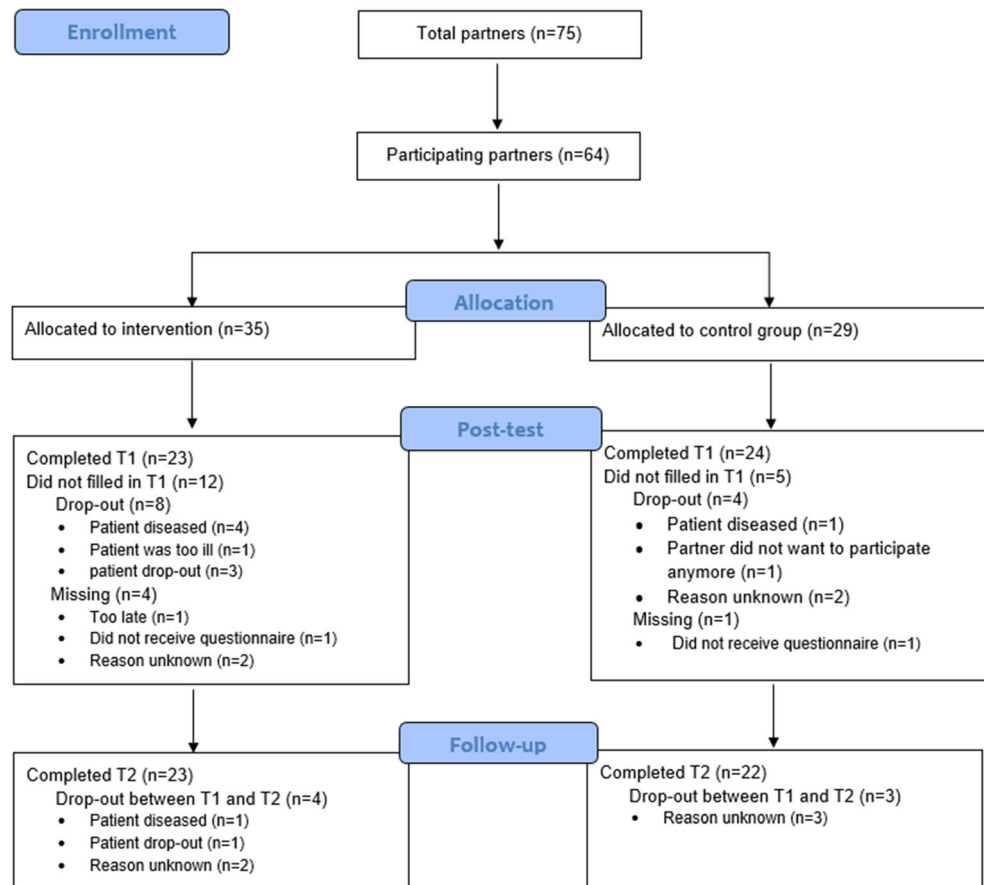 Enrollment
Total partners (n=75)
Participating partners (n=64)
Allocation
Allocated to intervention (n=35)
Allocated to control group (n=29)
Post-test
Completed T1 (n=23)
Did not filled in T1 (n=12)
Drop-out (n=8)
• Patient diseased (n=4)
• Patient was too ill (n=1)
• patient drop-out (n=3)
Missing (n=4)
• Too late (n=1)
• Did not receive questionnaire (n=1)
• Reason unknown (n=2)
Completed T1 (n=24)
Did not filled in T1 (n=5)
Drop-out (n=4)
• Patient diseased (n=1)
• Partner did not want to participate
anymore (n=1)
• Reason unknown (n=2)
Missing (n=1)
• Did not receive questionnaire (n=1)
Follow-up
Completed T2 (n=23)
Drop-out between T1 and T2 (n=4)
• Patient diseased (n=1)
• Patient drop-out (n=1)
• Reason unknown (n=2)
Completed T2 (n=22)
Drop-out between T1 and T2 (n=3)
• Reason unknown (n=3)